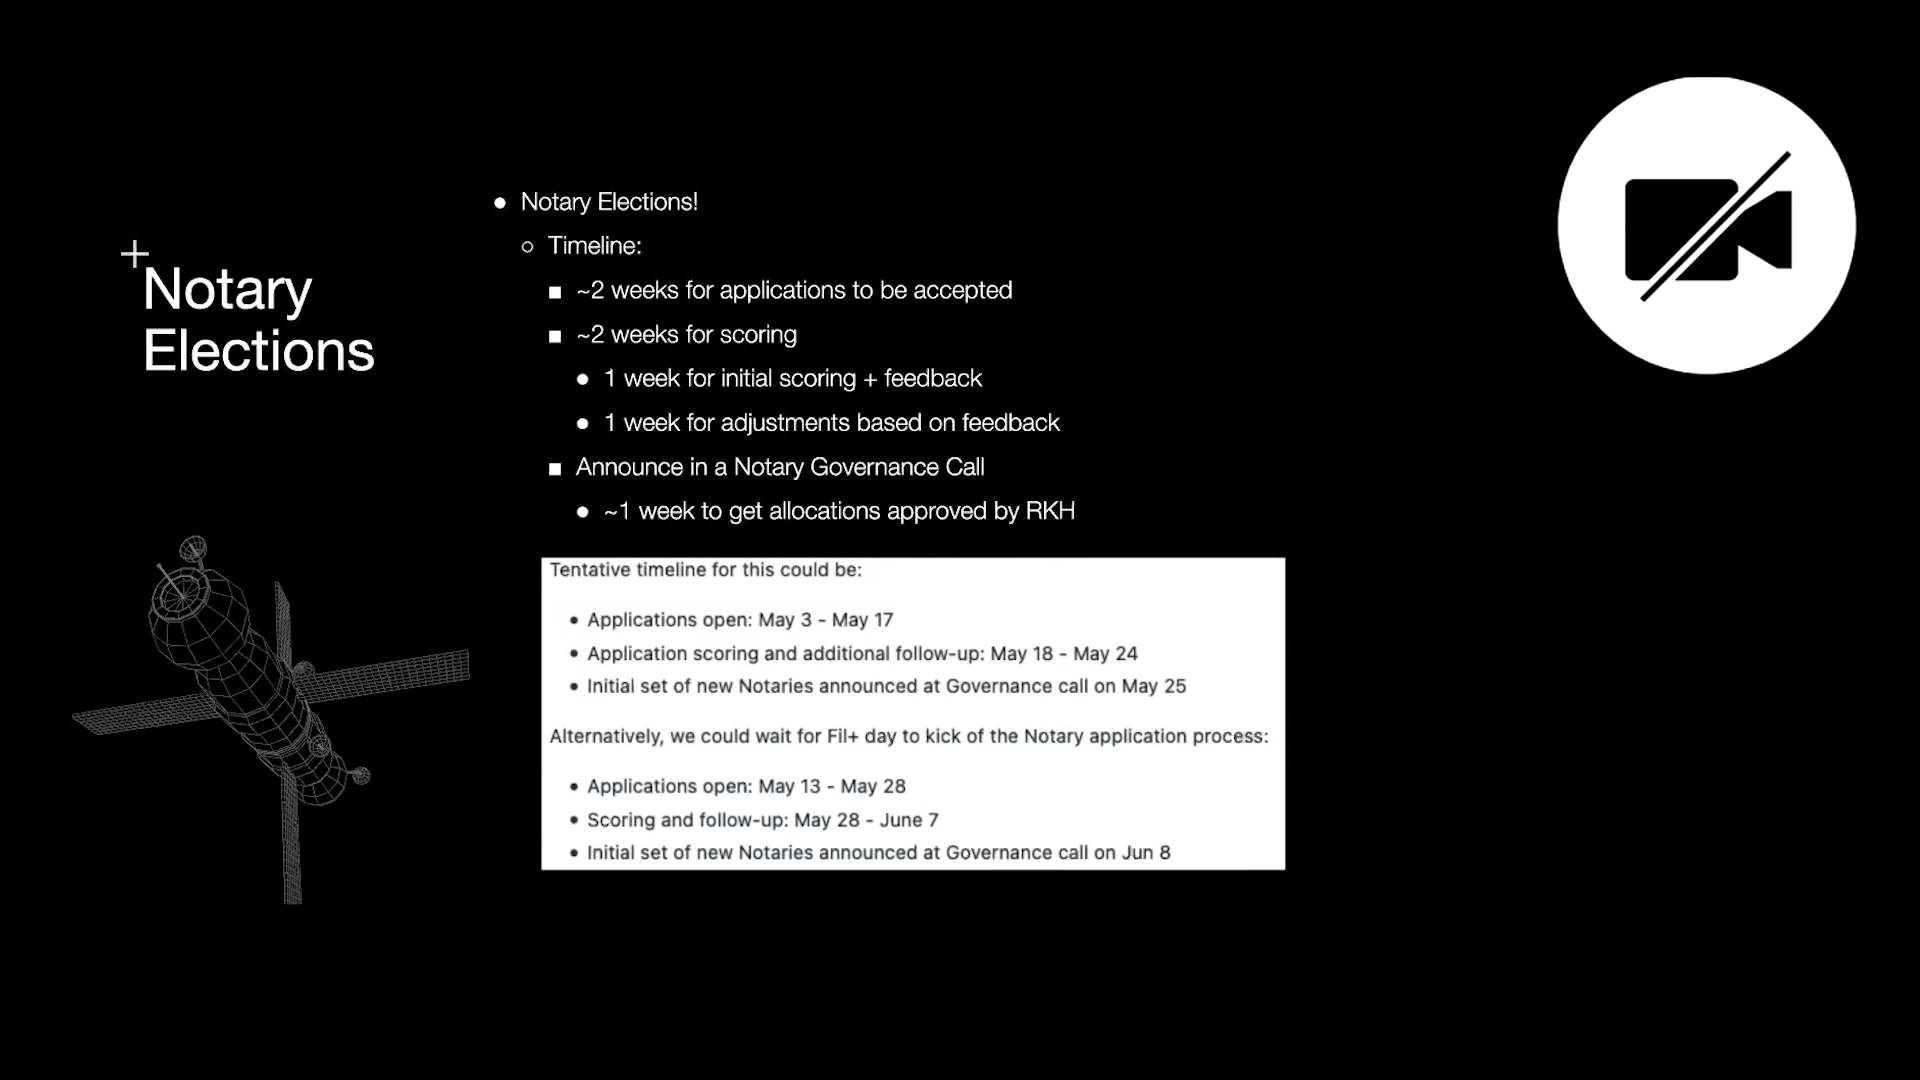 Notary
Elections
● Notary Elections!
○ Timeline:
■ ~2 weeks for applications to be accepted
■ ~2 weeks for scoring
● 1 week for initial scoring + feedback
● 1 week for adjustments based on feedback
■ Announce in a Notary Governance Call
● ~1 week to get allocations approved by RKH
Tentative timeline for this could be:
• Applications open: May 3 - May 17
• Application scoring and additional follow-up: May 18 - May 24
• Initial set of new Notaries announced at Governance call on May 25
Alternatively, we could wait for Fil+ day to kick of the Notary application process:
• Applications open: May 13 - May 28
• Scoring and follow-up: May 28 - June 7
• Initial set of new Notaries announced at Governance call on Jun 8